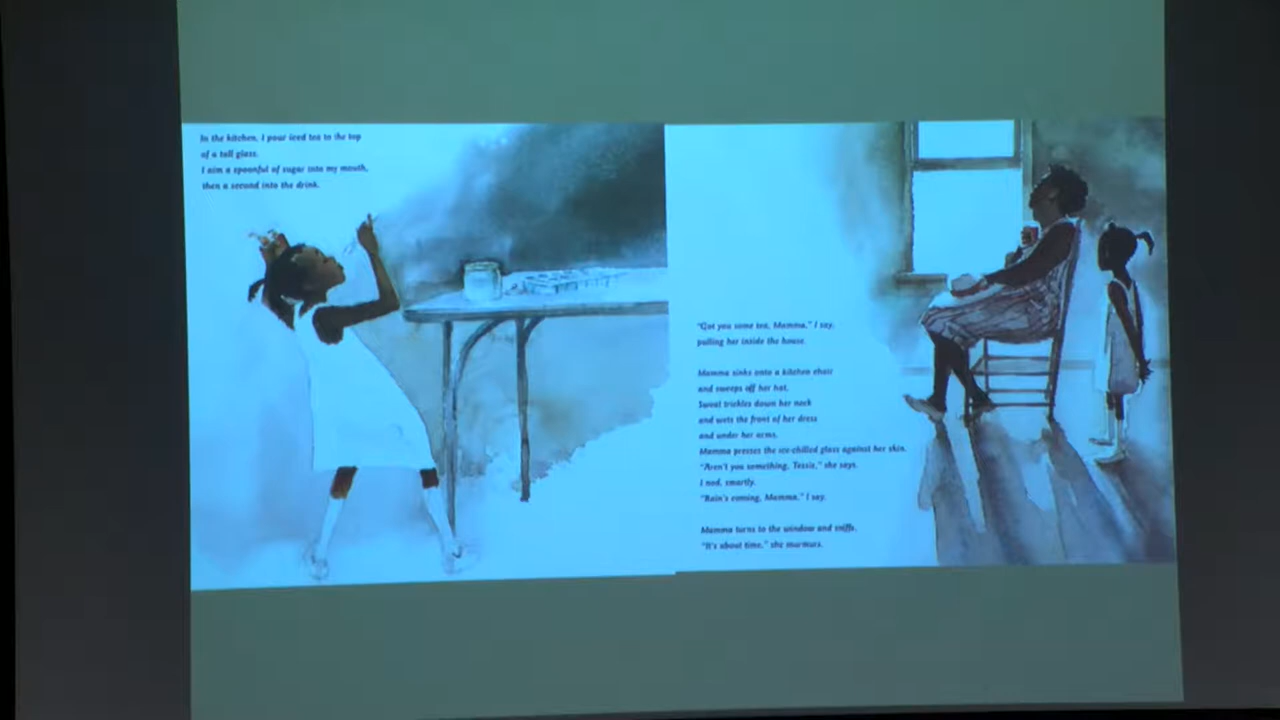 In the kitchen, I pour iced tea to the top
of a tall glass.
I aim a spoonful of sugar into my mouth,
then a second into the drink.
"Got you some tea, Mamma," I say,
pulling her inside the house.
Mamma sinks onto a kitchen chair
and sweeps off her hat.
Sweat trickles down her neck
and wets the front of her dress
and under her arms.
Mamma presses the ice-chilled glass against her skin.
"Aren't you something, Tessie," she says.
I nod, smartly.
"Rain's coming, Mamma," I say.
Mamma turns to the window and sniffs.
"It's about time," she murmurs.